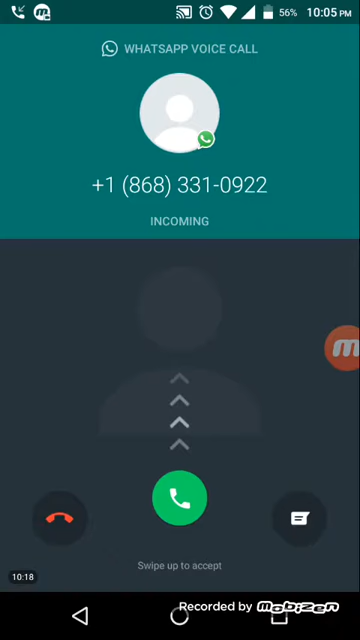 56% 10:05 PM
WHATSAPP VOICE CALL
+1 (868) 331-0922
INCOMING
10:18
Swipe up to accept
Recorded by MOBIZEN